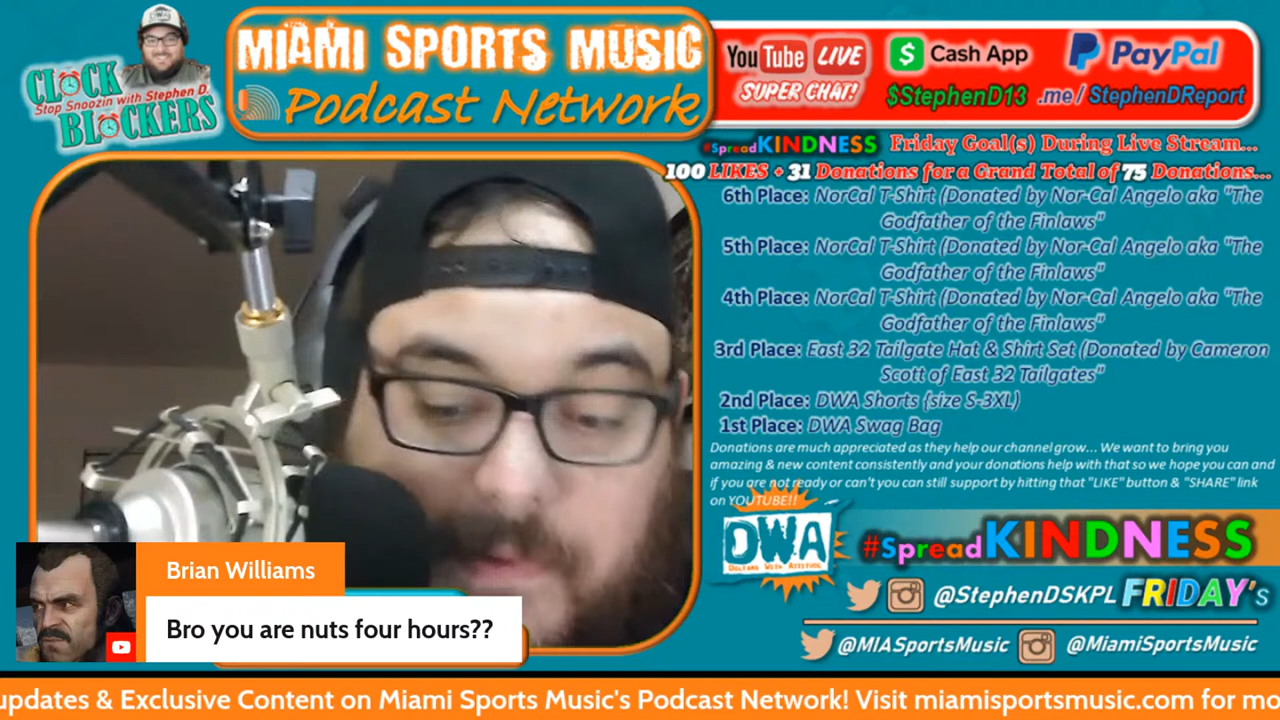 DWA
CLOCK
Stop Snoozin with Stephen D.
BLOCKERS
MIAMI SPORTS MUSIC
Podcast Network
YouTube LIVE
SUPER CHAT!
$ Cash App
$StephenD13
PayPal
.me/StephenDReport
#SpreadKINDNESS Friday Goal(s) During Live Stream...
100 LIKES + 31 Donations for a Grand Total of 75 Donations...
6th Place: NorCal T-Shirt (Donated by Nor-Cal Angelo aka "The
Godfather of the Finlaws"
5th Place: NorCal T-Shirt (Donated by Nor-Cal Angelo aka "The
Godfather of the Finlaws"
4th Place: NorCal T-Shirt (Donated by Nor-Cal Angelo aka "The
Godfather of the Finlaws"
3rd Place: East 32 Tailgate Hat & Shirt Set (Donated by Cameron
Scott of East 32 Tailgates"
2nd Place: DWA Shorts (size S-3XL)
1st Place: DWA Swag Bag
Donations are much appreciated as they help our channel grow... We want to bring you
amazing & new content consistently and your donations help with that so we hope you can and
if you are not ready or can't you can still support by hitting that "LIKE" button & "SHARE" link
on YOUTUBE!!
DWA
Dolfans With Attitude
#SpreadKINDNESS
@StephenDSKPL FRIDAY's
@MIASportsMusic @MiamiSportsMusic
Brian Williams
Bro you are nuts four hours??
updates & Exclusive Content on Miami Sports Music's Podcast Network! Visit miamisportsmusic.com for mo